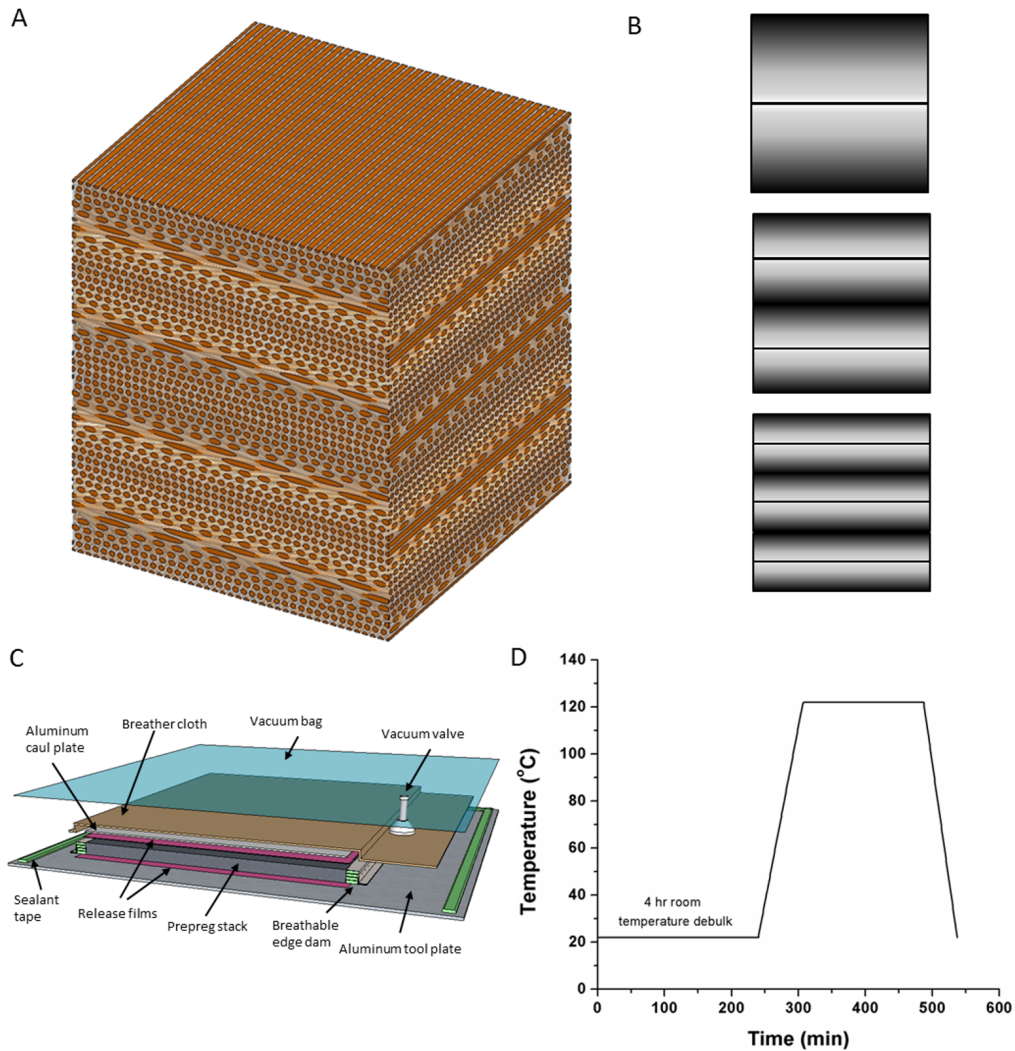 A
B
C
Aluminum
caul plate
Breather cloth
Vacuum bag
Vacuum valve
Sealant
tape
Release films
Prepreg stack
Breathable
edge dam
Aluminum tool plate
D
Temperature (°C)
140
120
100
80
60
40
20
0
4 hr room
temperature debulk
0 100 200 300 400 500 600
Time (min)